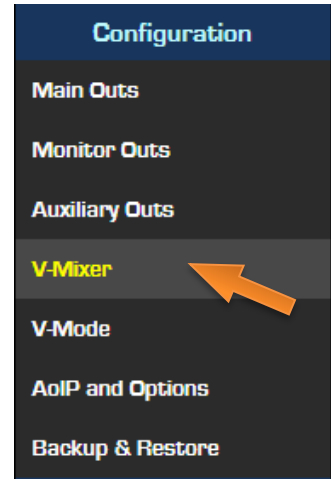 Configuration
Main Outs
Monitor Outs
Auxiliary Outs
V-Mixer
V-Mode
AoIP and Options
Backup & Restore